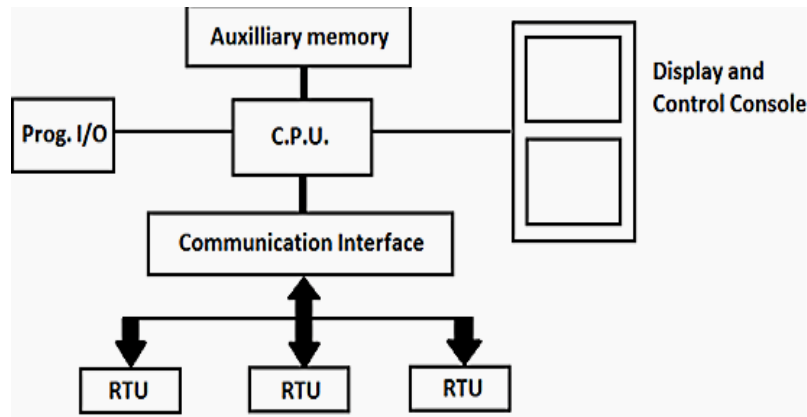 Auxilliary memory
Prog. I/O
C.P.U.
Display and
Control Console
Communication Interface
RTU
RTU
RTU